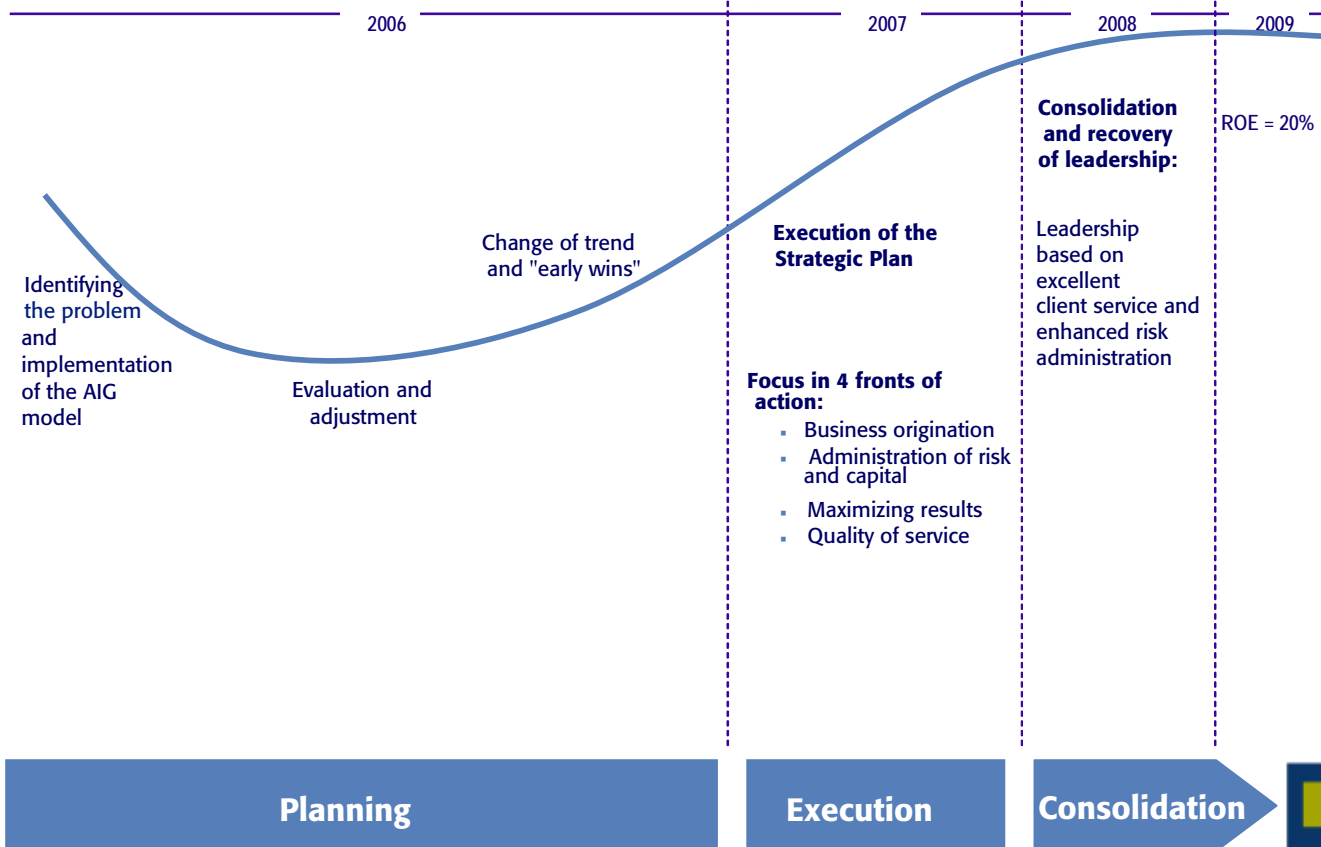 2006
2007
2008
2009
Identifying
the problem
and
implementation
of the AIG
model
Evaluation and
adjustment
Change of trend
and "early wins"
Execution of the
Strategic Plan
Focus in 4 fronts of
action:
▪ Business origination
▪ Administration of risk
and capital
▪ Maximizing results
▪ Quality of service
Consolidation
and recovery
of leadership:
Leadership
based on
excellent
client service and
enhanced risk
administration
ROE = 20%
Planning
Execution
Consolidation